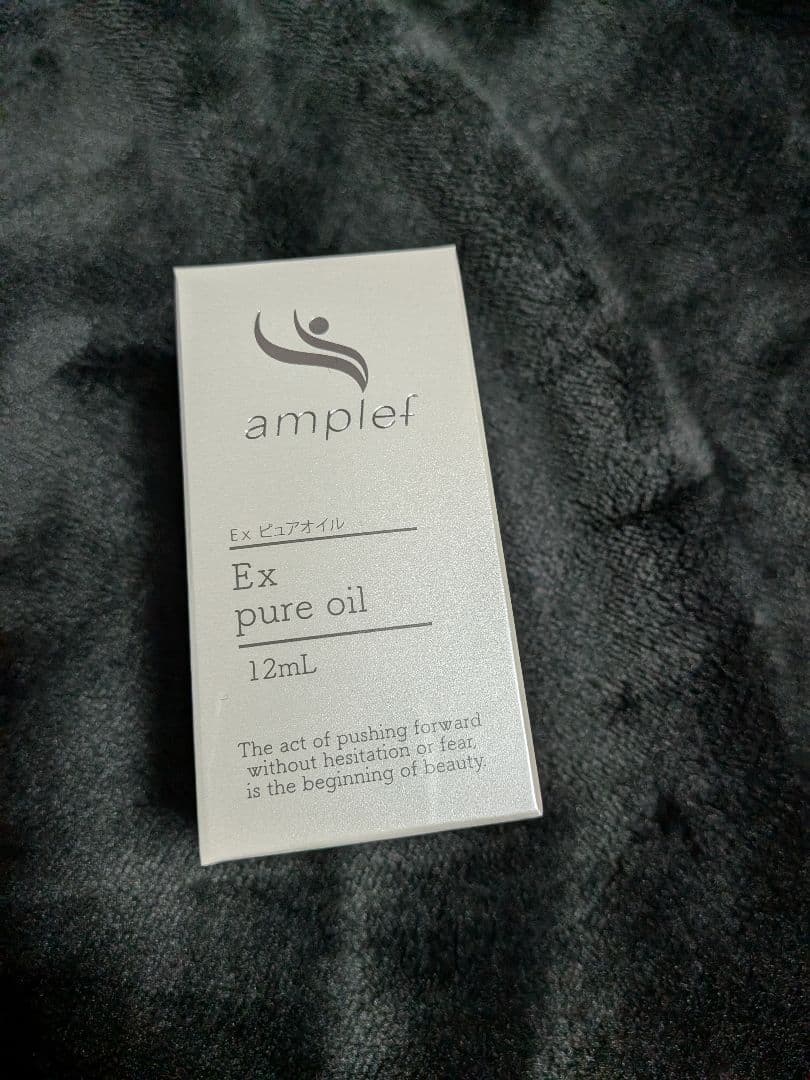 amplef
Ex ピュアオイル
Ex
pure oil
12mL
The act of pushing forward
without hesitation or fear,
is the beginning of beauty.